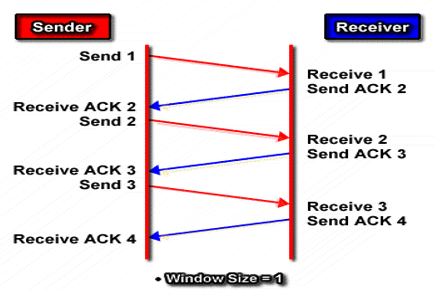 Sender
Receiver
Send 1
Receive 1
Send ACK 2
Receive ACK 2
Send 2
Receive 2
Send ACK 3
Receive ACK 3
Send 3
Receive 3
Send ACK 4
Receive ACK 4
• Window Size = 1